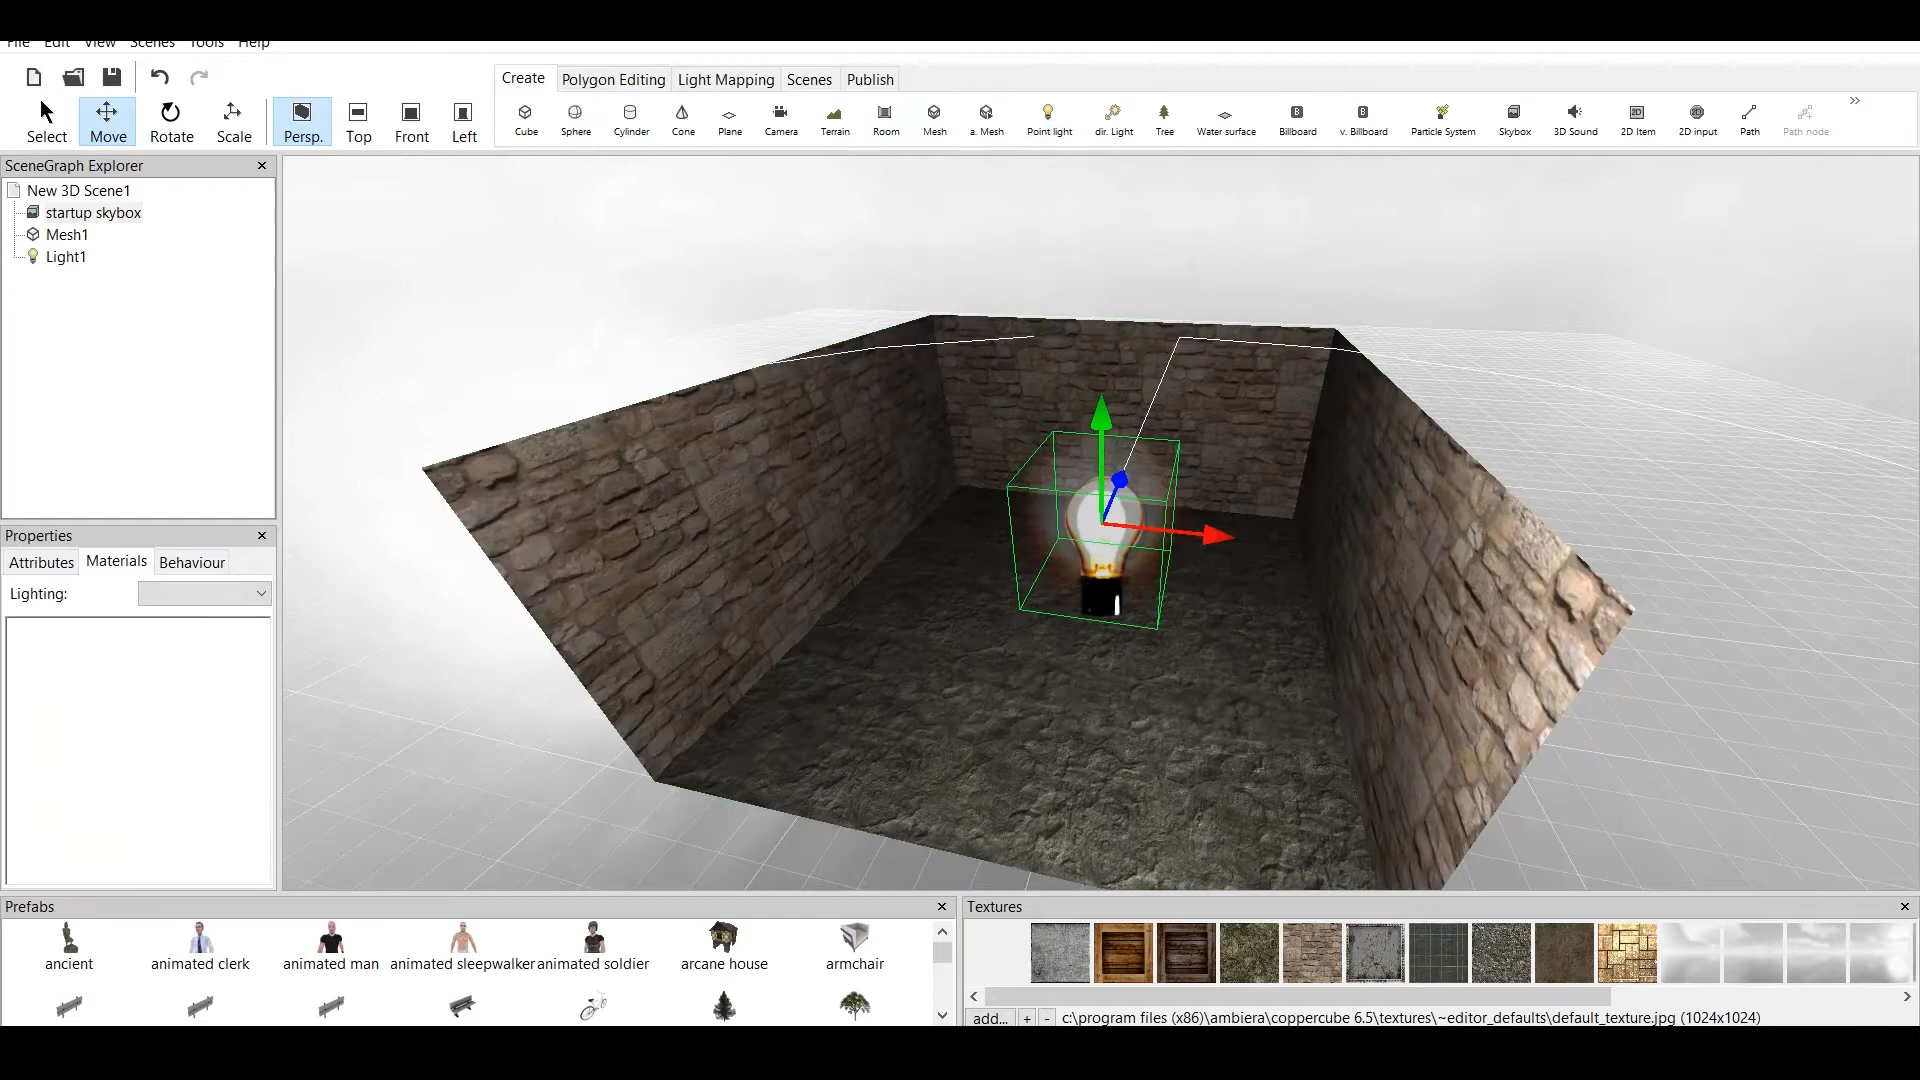 File Edit View Scenes Tools Help
Create Polygon Editing Light Mapping Scenes Publish
Select Move Rotate Scale Persp. Top Front Left
Cube Sphere Cylinder Cone Plane Camera Terrain Room Mesh a. Mesh Point light dir. Light Tree Water surface Billboard v. Billboard Particle System Skybox 3D Sound 2D Item 2D input Path Path node
SceneGraph Explorer
New 3D Scene1
startup skybox
Mesh1
Light1
Properties
Attributes Materials Behaviour
Lighting:
Prefabs
ancient animated clerk animated man animated sleepwalker animated soldier arcane house armchair
Textures
add... + - c:\program files (x86)\ambiera\coppercube 6.5\textures\~editor_defaults\default_texture.jpg (1024x1024)